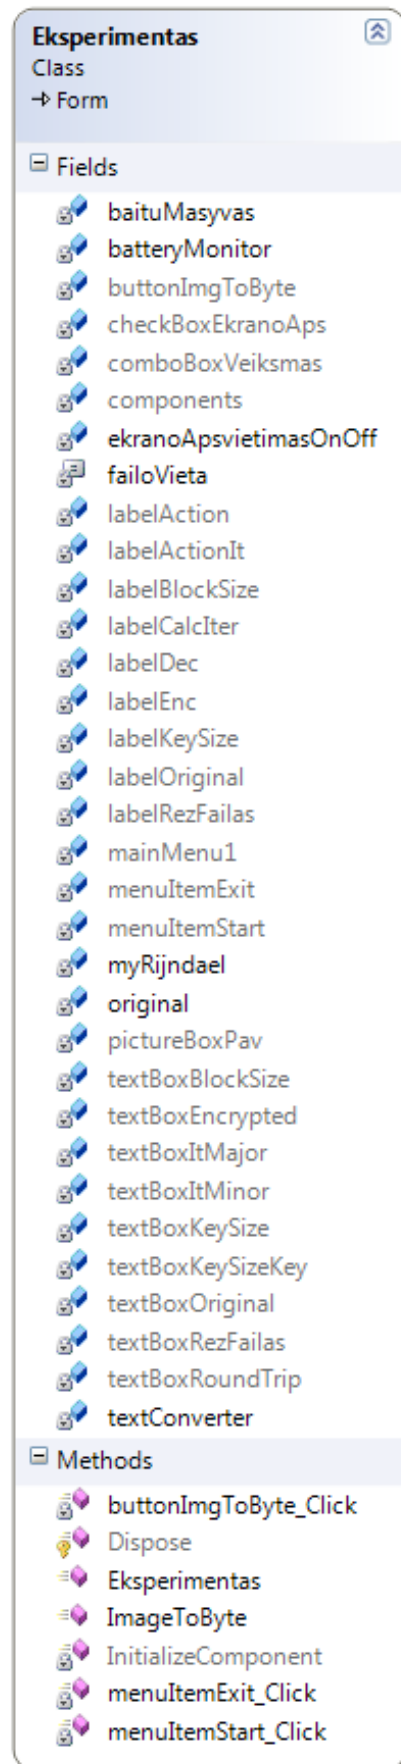 Eksperimentas
Class
Form
Fields
baituMasyvas
batteryMonitor
buttonImgToByte
checkBoxEkranoAps
comboBoxVeiksmas
components
ekranoApsvietimasOnOff
failoVieta
labelAction
labelActionIt
labelBlockSize
labelCalcIter
labelDec
labelEnc
labelKeySize
labelOriginal
labelRezFailas
mainMenu1
menuItemExit
menuItemStart
myRijndael
original
pictureBoxPav
textBoxBlockSize
textBoxEncrypted
textBoxItMajor
textBoxItMinor
textBoxKeySize
textBoxKeySizeKey
textBoxOriginal
textBoxRezFailas
textBoxRoundTrip
textConverter
Methods
buttonImgToByte_Click
Dispose
Eksperimentas
ImageToByte
InitializeComponent
menuItemExit_Click
menuItemStart_Click